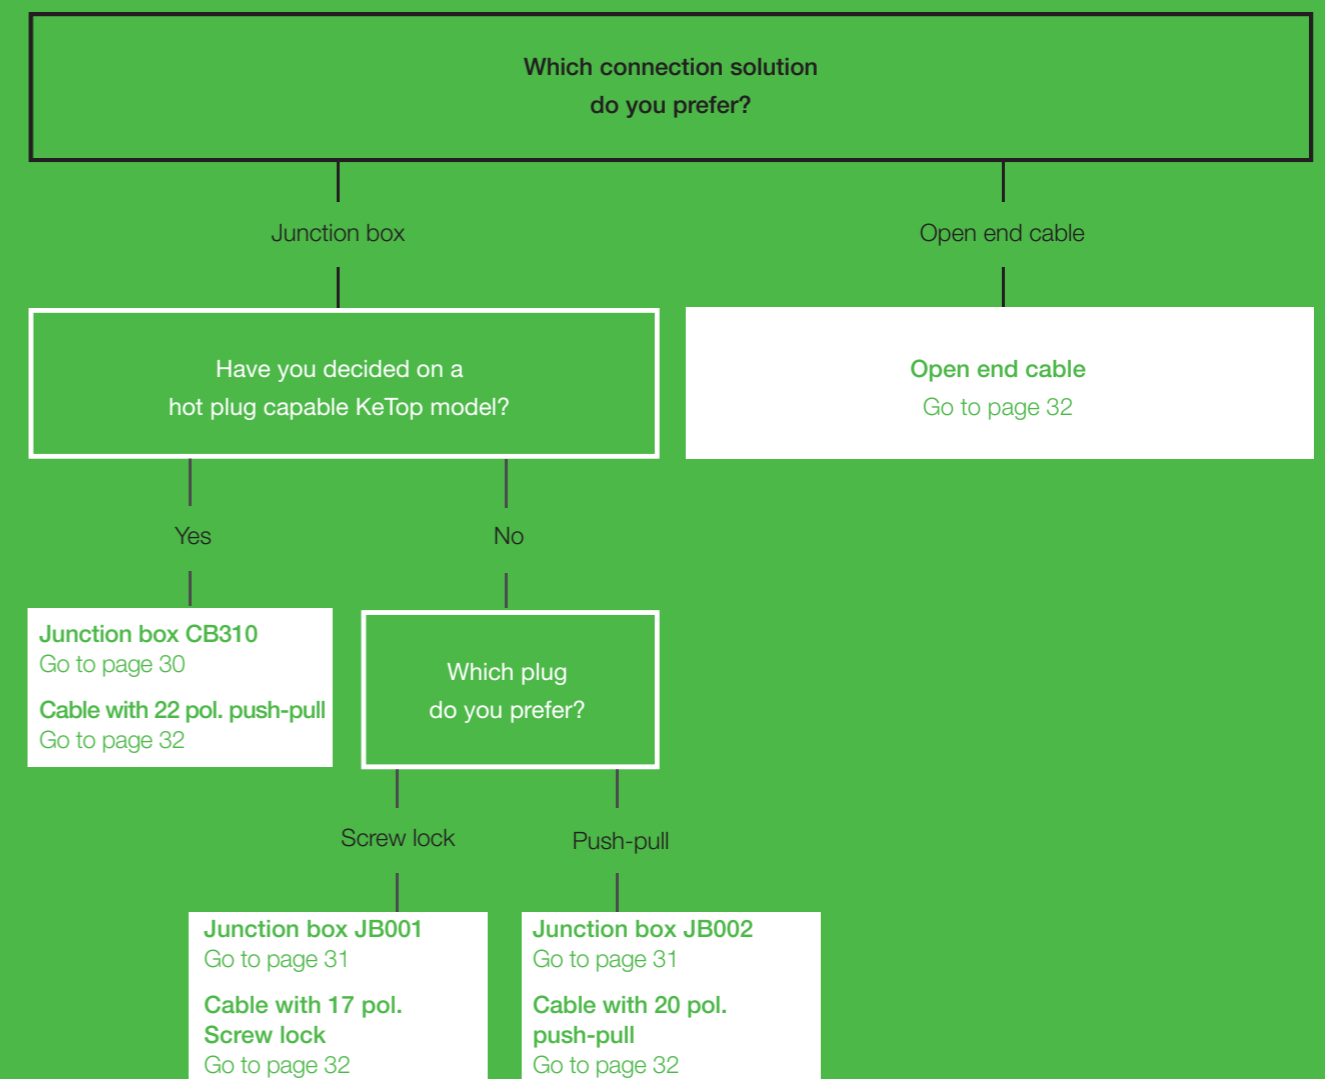 Which connection solution
do you prefer?
Junction box
Open end cable
Have you decided on a
hot plug capable KeTop model?
Open end cable
Go to page 32
Yes
No
Junction box CB310
Go to page 30
Cable with 22 pol. push-pull
Go to page 32
Which plug
do you prefer?
Screw lock
Push-pull
Junction box JB001
Go to page 31
Cable with 17 pol.
Screw lock
Go to page 32
Junction box JB002
Go to page 31
Cable with 20 pol.
push-pull
Go to page 32